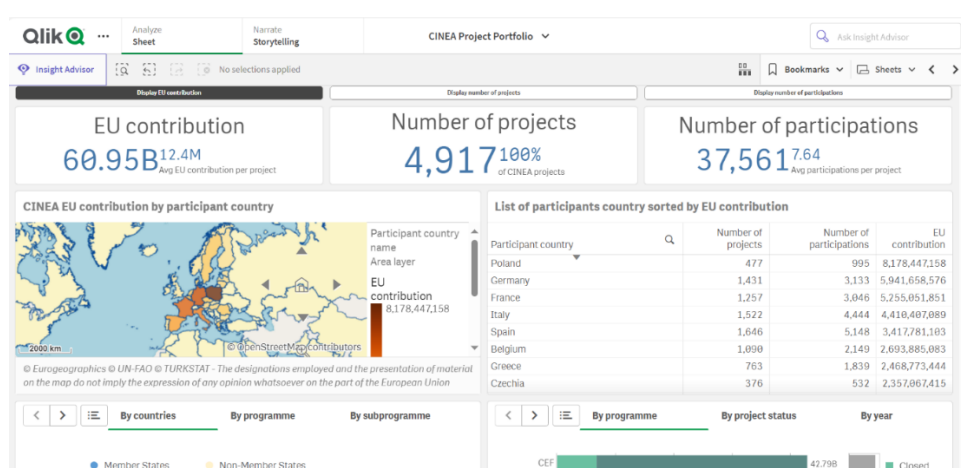 Qlik
Analyze
Sheet
Narrate
Storytelling
CINEA Project Portfolio
Ask Insight Advisor
Insight Advisor
No selections applied
Bookmarks
Sheets
Display EU contribution
Display number of projects
Display number of participations
EU contribution
60.95B 12.4M
Avg EU contribution per project
Number of projects
4,917 100%
of CINEA projects
Number of participations
37,561 7.64
Avg participations per project
CINEA EU contribution by participant country
Participant country
name
Area layer
EU
contribution
8,178,447,158
2000 km
© OpenStreetMap contributors
© Eurogeographics © UN-FAO © TURKSTAT - The designations employed and the presentation of material
on the map do not imply the expression of any opinion whatsoever on the part of the European Union
List of participants country sorted by EU contribution
Participant country Number of projects Number of participations EU contribution
Poland 477 995 8,178,447,158
Germany 1,431 3,133 5,941,658,576
France 1,257 3,046 5,255,051,851
Italy 1,522 4,444 4,410,407,089
Spain 1,646 5,148 3,417,781,103
Belgium 1,090 2,149 2,693,885,083
Greece 763 1,839 2,468,773,444
Czechia 376 532 2,357,067,415
By countries By programme By subprogramme
Member States Non-Member States
By programme By project status By year
CEF 42.79B Closed